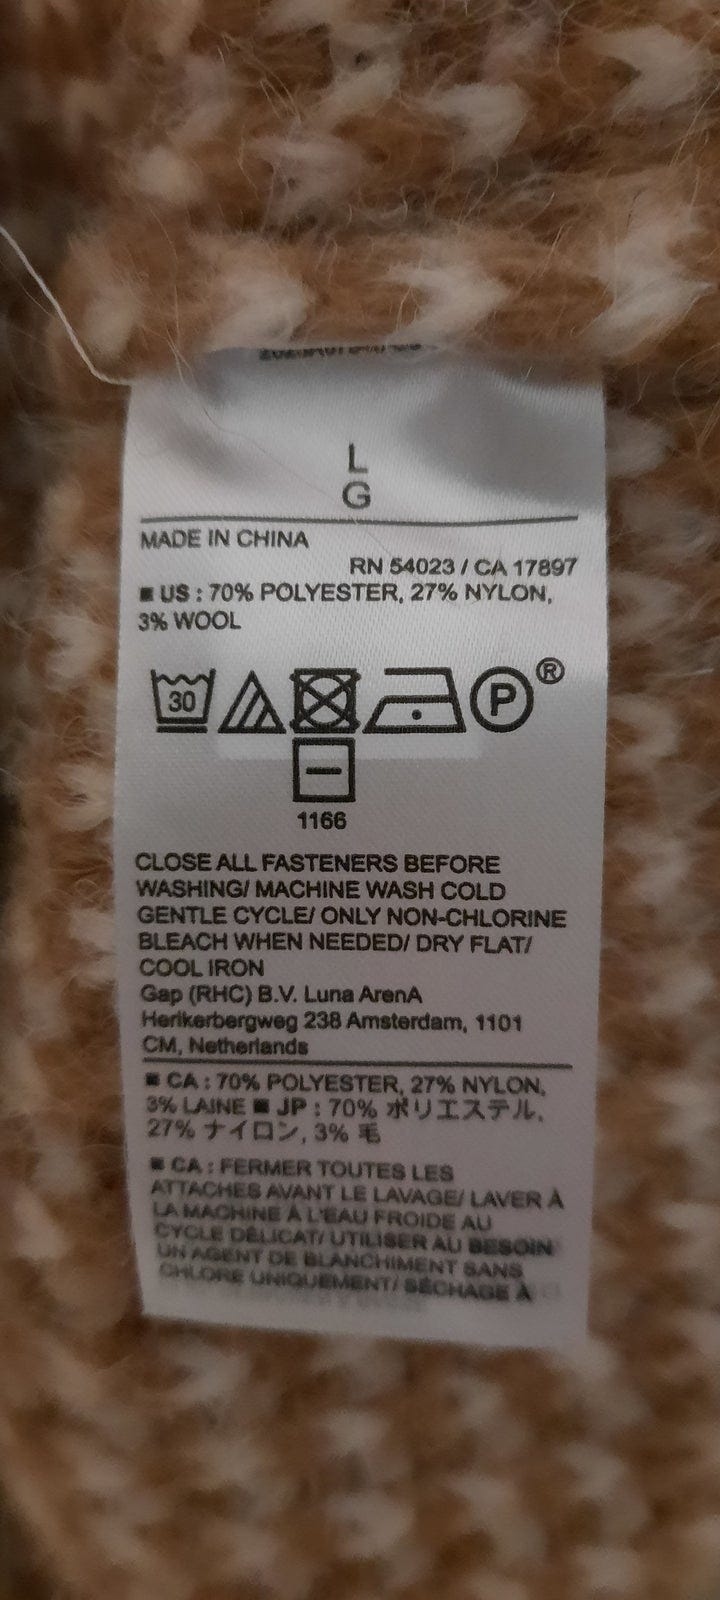 L
G
MADE IN CHINA
RN 54023 / CA 17897
■ US : 70% POLYESTER, 27% NYLON,
3% WOOL
30 P ®
1166
CLOSE ALL FASTENERS BEFORE
WASHING/ MACHINE WASH COLD
GENTLE CYCLE/ ONLY NON-CHLORINE
BLEACH WHEN NEEDED/ DRY FLAT/
COOL IRON
Gap (RHC) B.V. Luna ArenA
Herikerbergweg 238 Amsterdam, 1101
CM, Netherlands
■ CA : 70% POLYESTER, 27% NYLON,
3% LAINE ■ JP : 70% ポリエステル,
27% ナイロン, 3% 毛
■ CA : FERMER TOUTES LES
ATTACHES AVANT LE LAVAGE/ LAVER À
LA MACHINE À L'EAU FROIDE AU
CYCLE DÉLICAT/ UTILISER AU BESOIN
UN AGENT DE BLANCHIMENT SANS
CHLORE UNIQUEMENT/ SÉCHAGE À